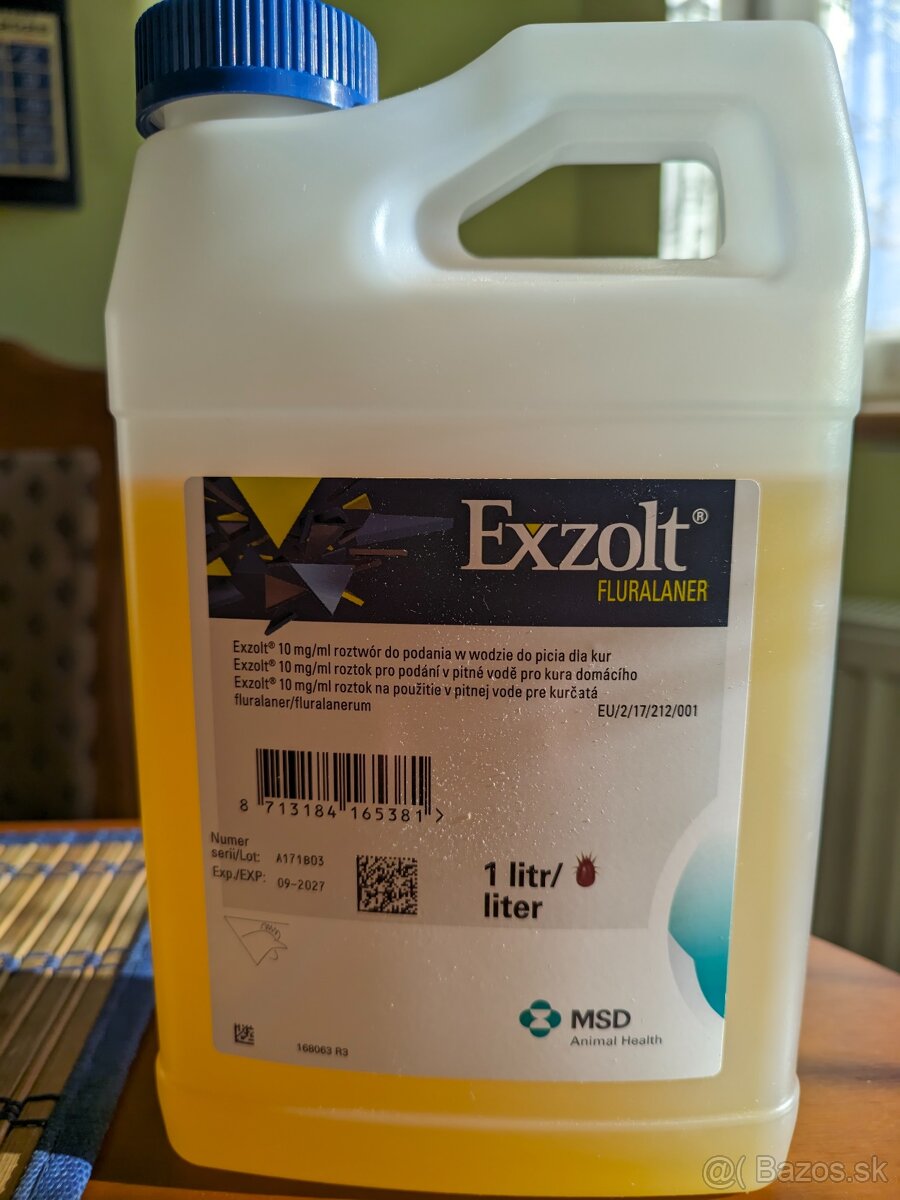 Exzolt®
FLURALANER
Exzolt® 10 mg/ml roztwór do podania w wodzie do picia dla kur
Exzolt® 10 mg/ml roztok pro podání v pitné vodě pro kura domácího
Exzolt® 10 mg/ml roztok na použitie v pitnej vode pre kurčatá
fluralaner/fluralanerum
EU/2/17/212/001
8 713184 165381 >
Numer
serii/Lot: A171B03
Exp./EXP: 09-2027
1 litr/
liter
MSD
Animal Health
168063 R3
@( Bazos.sk